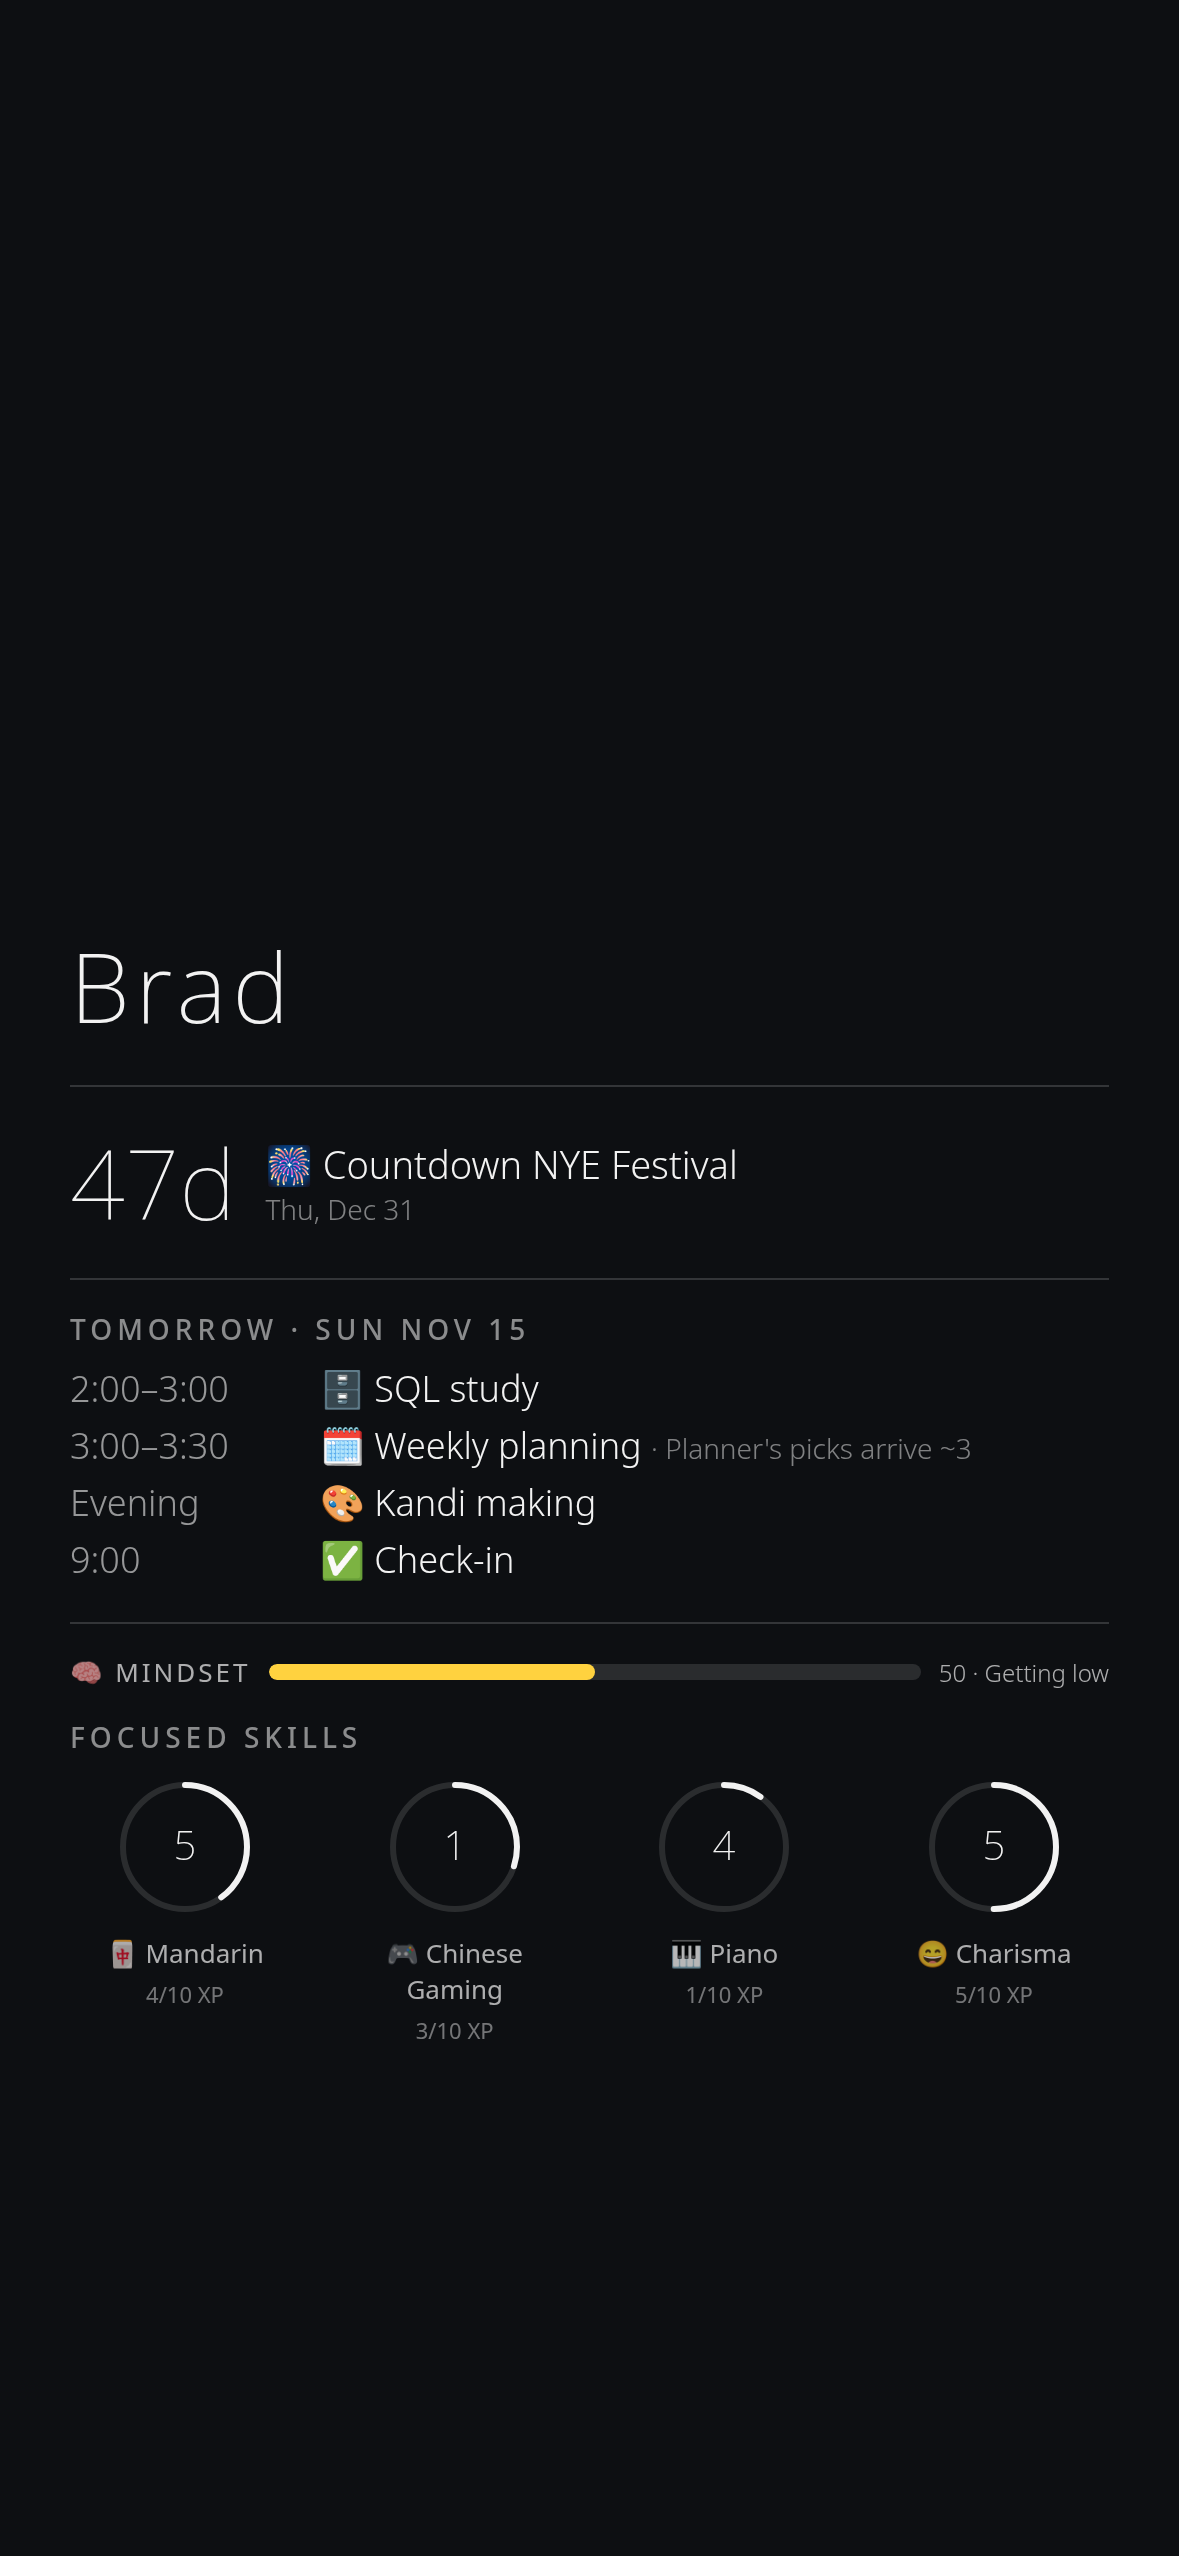 Brad
47d
🎆 Countdown NYE Festival
Thu, Dec 31
TOMORROW · SUN NOV 15
2:00–3:00 🗄️ SQL study
3:00–3:30 🗓️ Weekly planning · Planner's picks arrive ~3
Evening 🎨 Kandi making
9:00 ✅ Check-in
🧠 MINDSET 50 · Getting low
FOCUSED SKILLS
5 1 4 5
🀄 Mandarin 🎮 Chinese Gaming 🎹 Piano 😄 Charisma
4/10 XP 3/10 XP 1/10 XP 5/10 XP